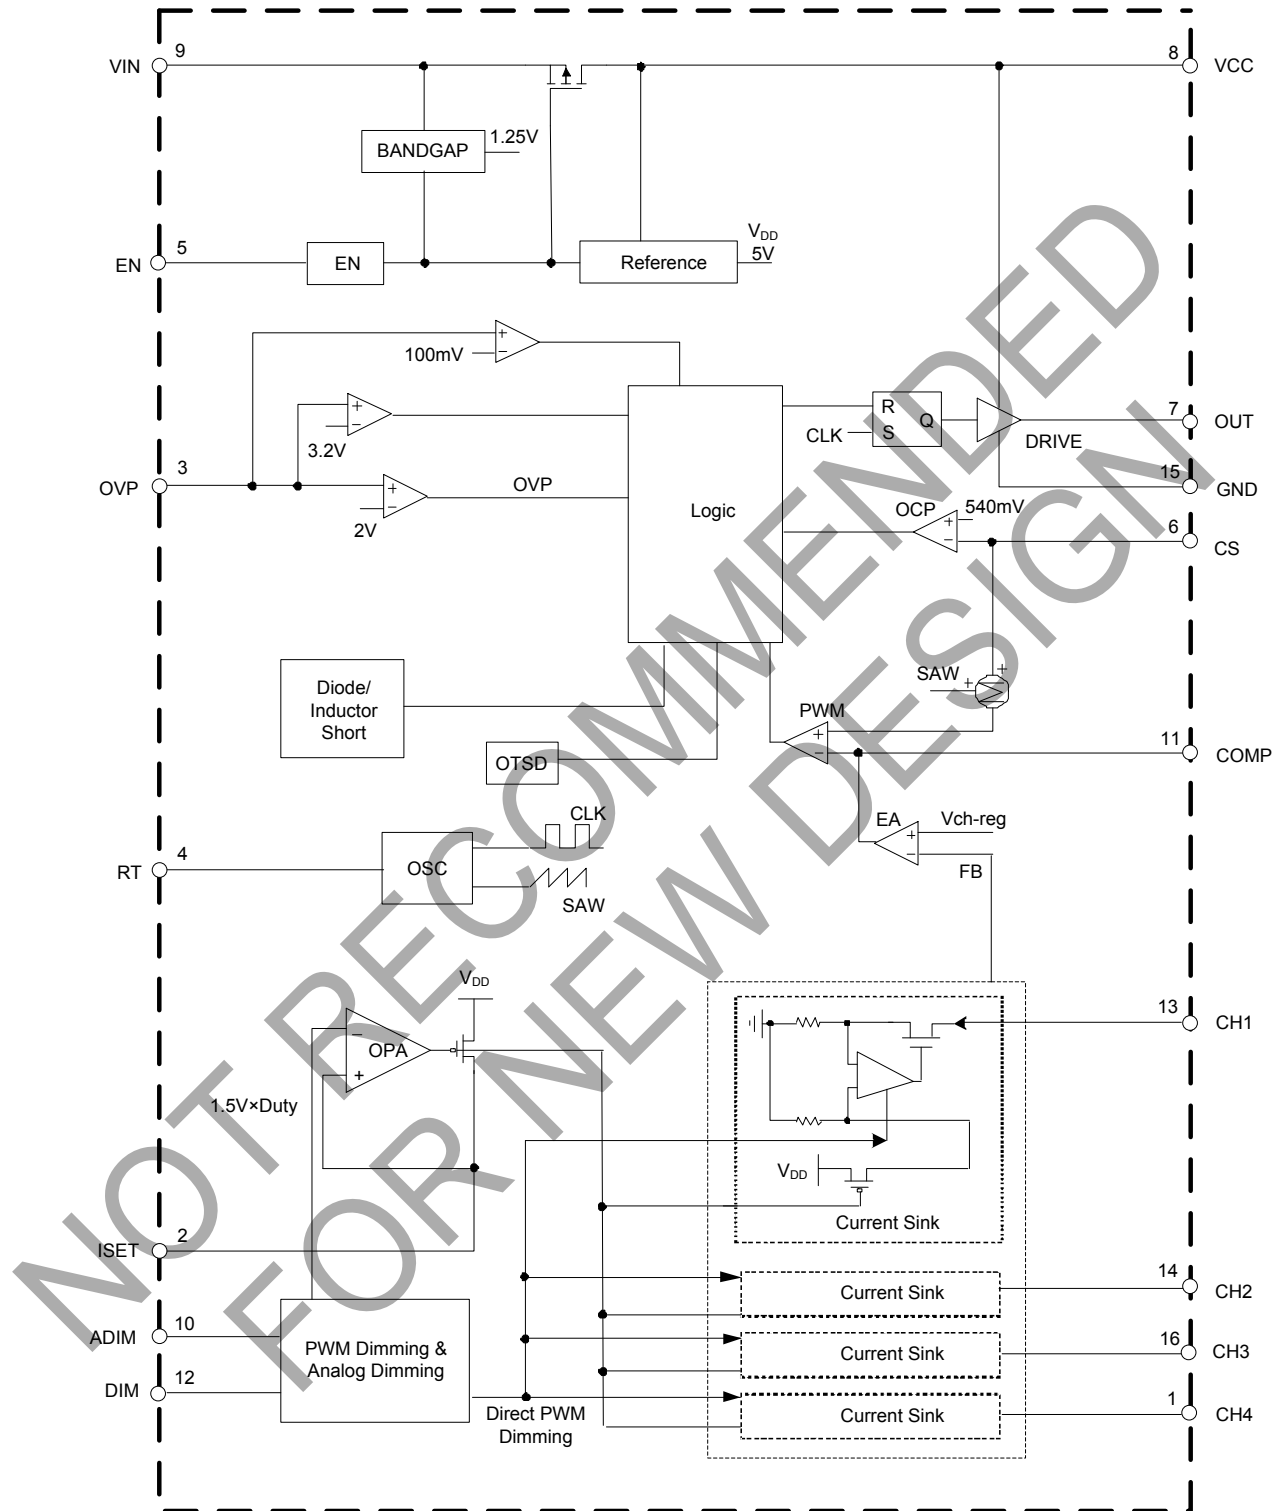 9
8
VIN
VCC
BANDGAP
1.25V
5
EN
EN
Reference
VDD
5V
+
−
100mV
+
−
3.2V
3
OVP
+
−
2V
OVP
Logic
R
S
Q
CLK
DRIVE
7
OUT
15
GND
OCP
+
−
540mV
6
CS
Diode/
Inductor
Short
SAW
+
+
PWM
+
−
11
COMP
OTSD
CLK
EA
+
−
Vch-reg
FB
4
RT
OSC
SAW
VDD
−
OPA
+
1.5V×Duty
13
CH1
VDD
Current Sink
2
ISET
14
Current Sink
CH2
10
ADIM
PWM Dimming &
Analog Dimming
16
Current Sink
CH3
12
DIM
Direct PWM
Dimming
1
Current Sink
CH4
NOT RECOMMENDED
FOR NEW DESIGN